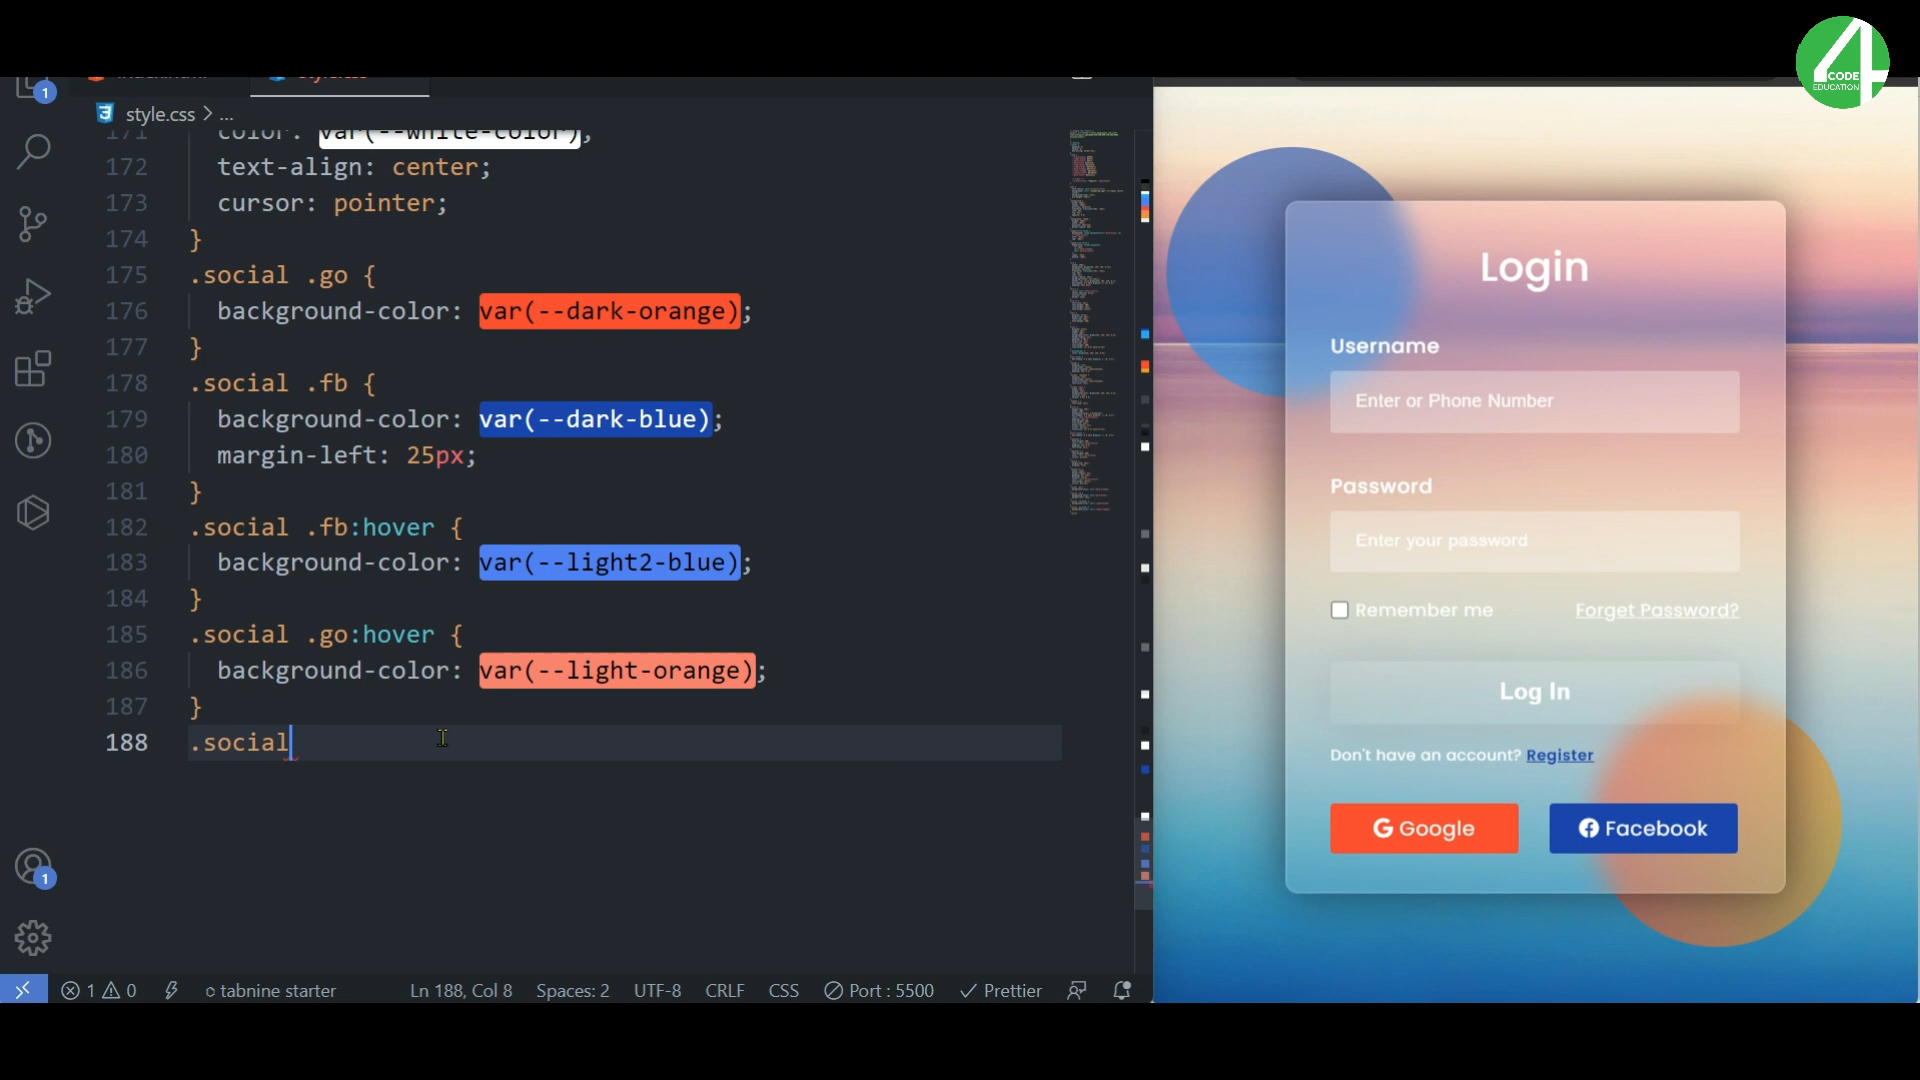 CODE
EDUCATION
1
style.css > ...
171 color: var(--white-color);
172 text-align: center;
173 cursor: pointer;
174 }
175 .social .go {
176 background-color: var(--dark-orange);
177 }
178 .social .fb {
179 background-color: var(--dark-blue);
180 margin-left: 25px;
181 }
182 .social .fb:hover {
183 background-color: var(--light2-blue);
184 }
185 .social .go:hover {
186 background-color: var(--light-orange);
187 }
188 .social
1
1 0 tabnine starter Ln 188, Col 8 Spaces: 2 UTF-8 CRLF CSS Port : 5500 Prettier
Login
Username
Enter or Phone Number
Password
Enter your password
Remember me Forget Password?
Log In
Don't have an account? Register
Google Facebook